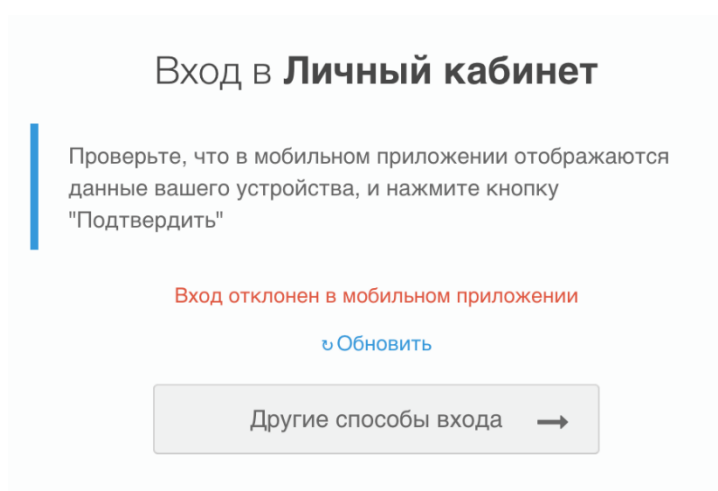 Вход в Личный кабинет
Проверьте, что в мобильном приложении отображаются
данные вашего устройства, и нажмите кнопку
"Подтвердить"
Вход отклонен в мобильном приложении
↻ Обновить
Другие способы входа →